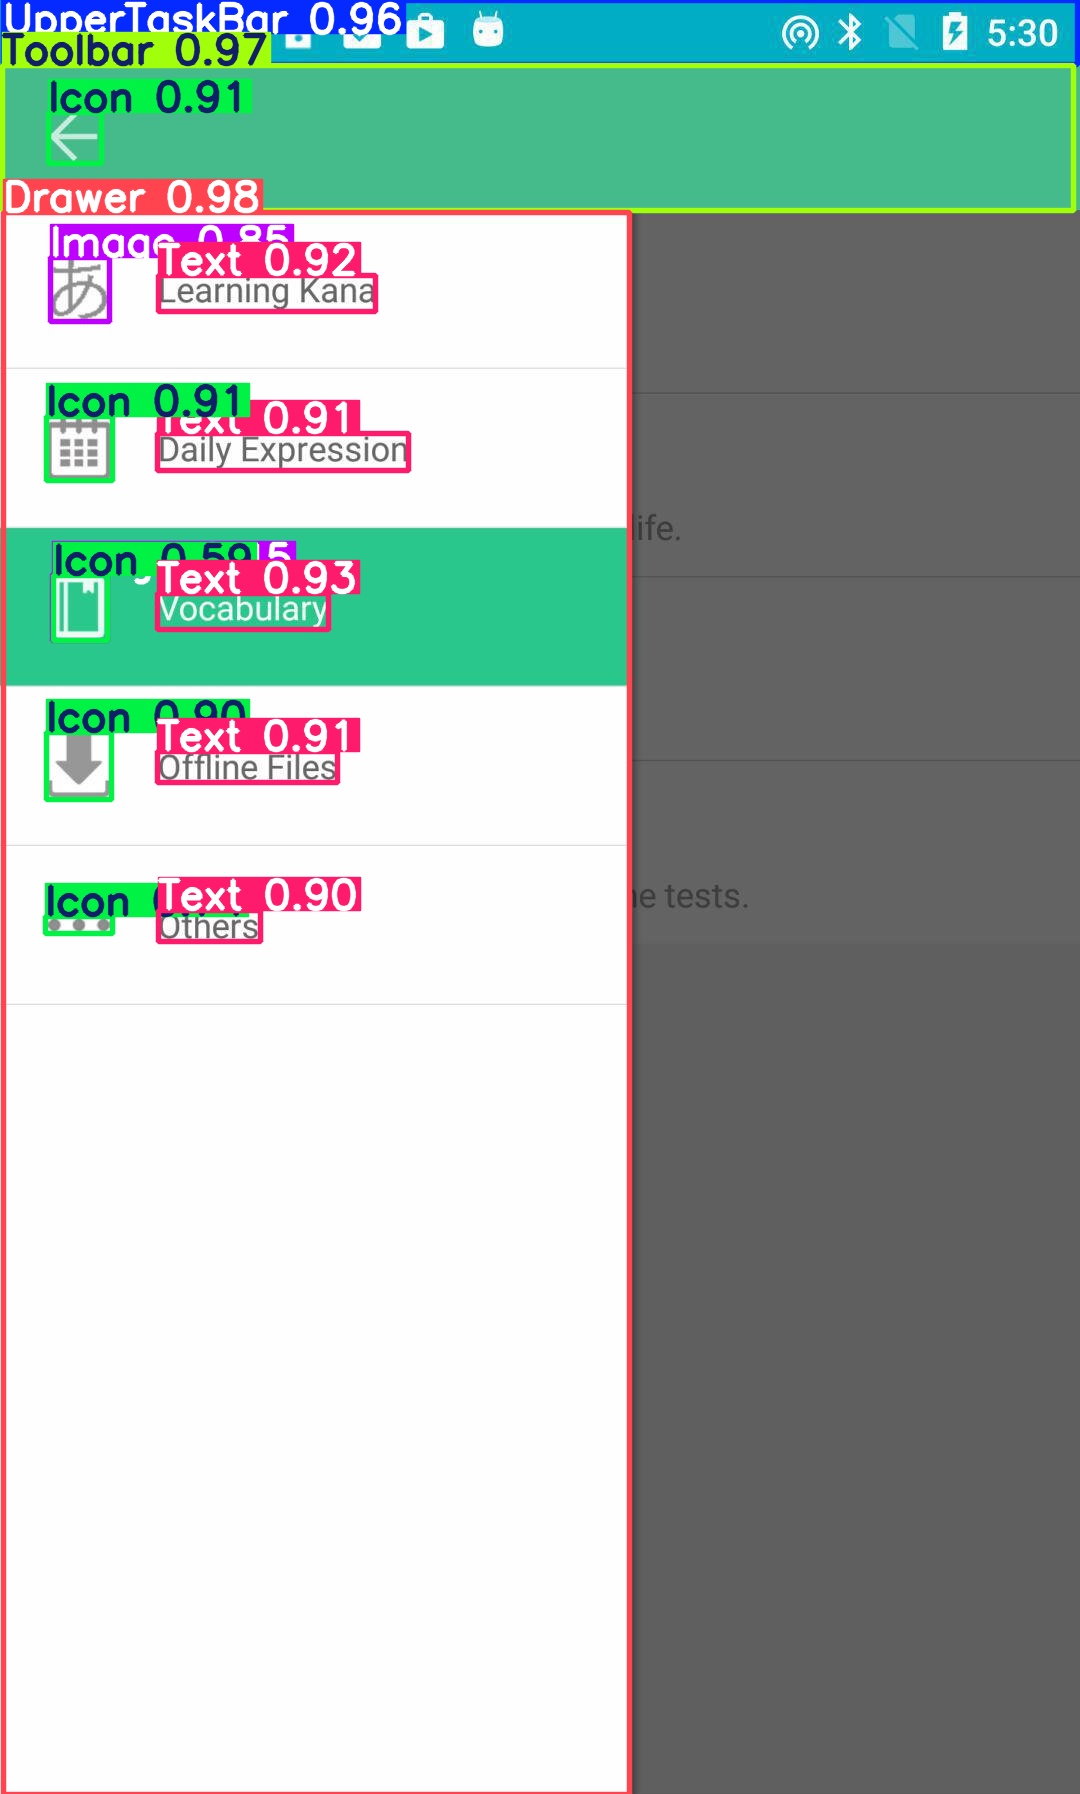 UpperTaskBar 0.96
5:30
Toolbar 0.97
Icon 0.91
Drawer 0.98
Image 0.85
Text 0.92
あ
Learning Kana
Icon 0.91
Text 0.91
Daily Expression
life.
Icon 0.59
5
Text 0.93
Vocabulary
Icon 0.90
Text 0.91
Offline Files
Icon
Text 0.90
Others
e tests.